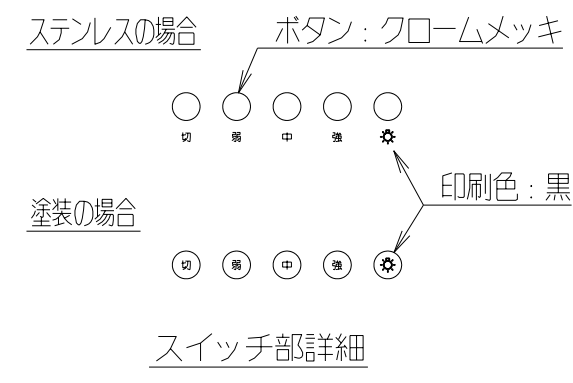 ステンレスの場合
ボタン：クロームメッキ
切 弱 中 強
印刷色：黒
塗装の場合
切 弱 中 強
スイッチ部詳細